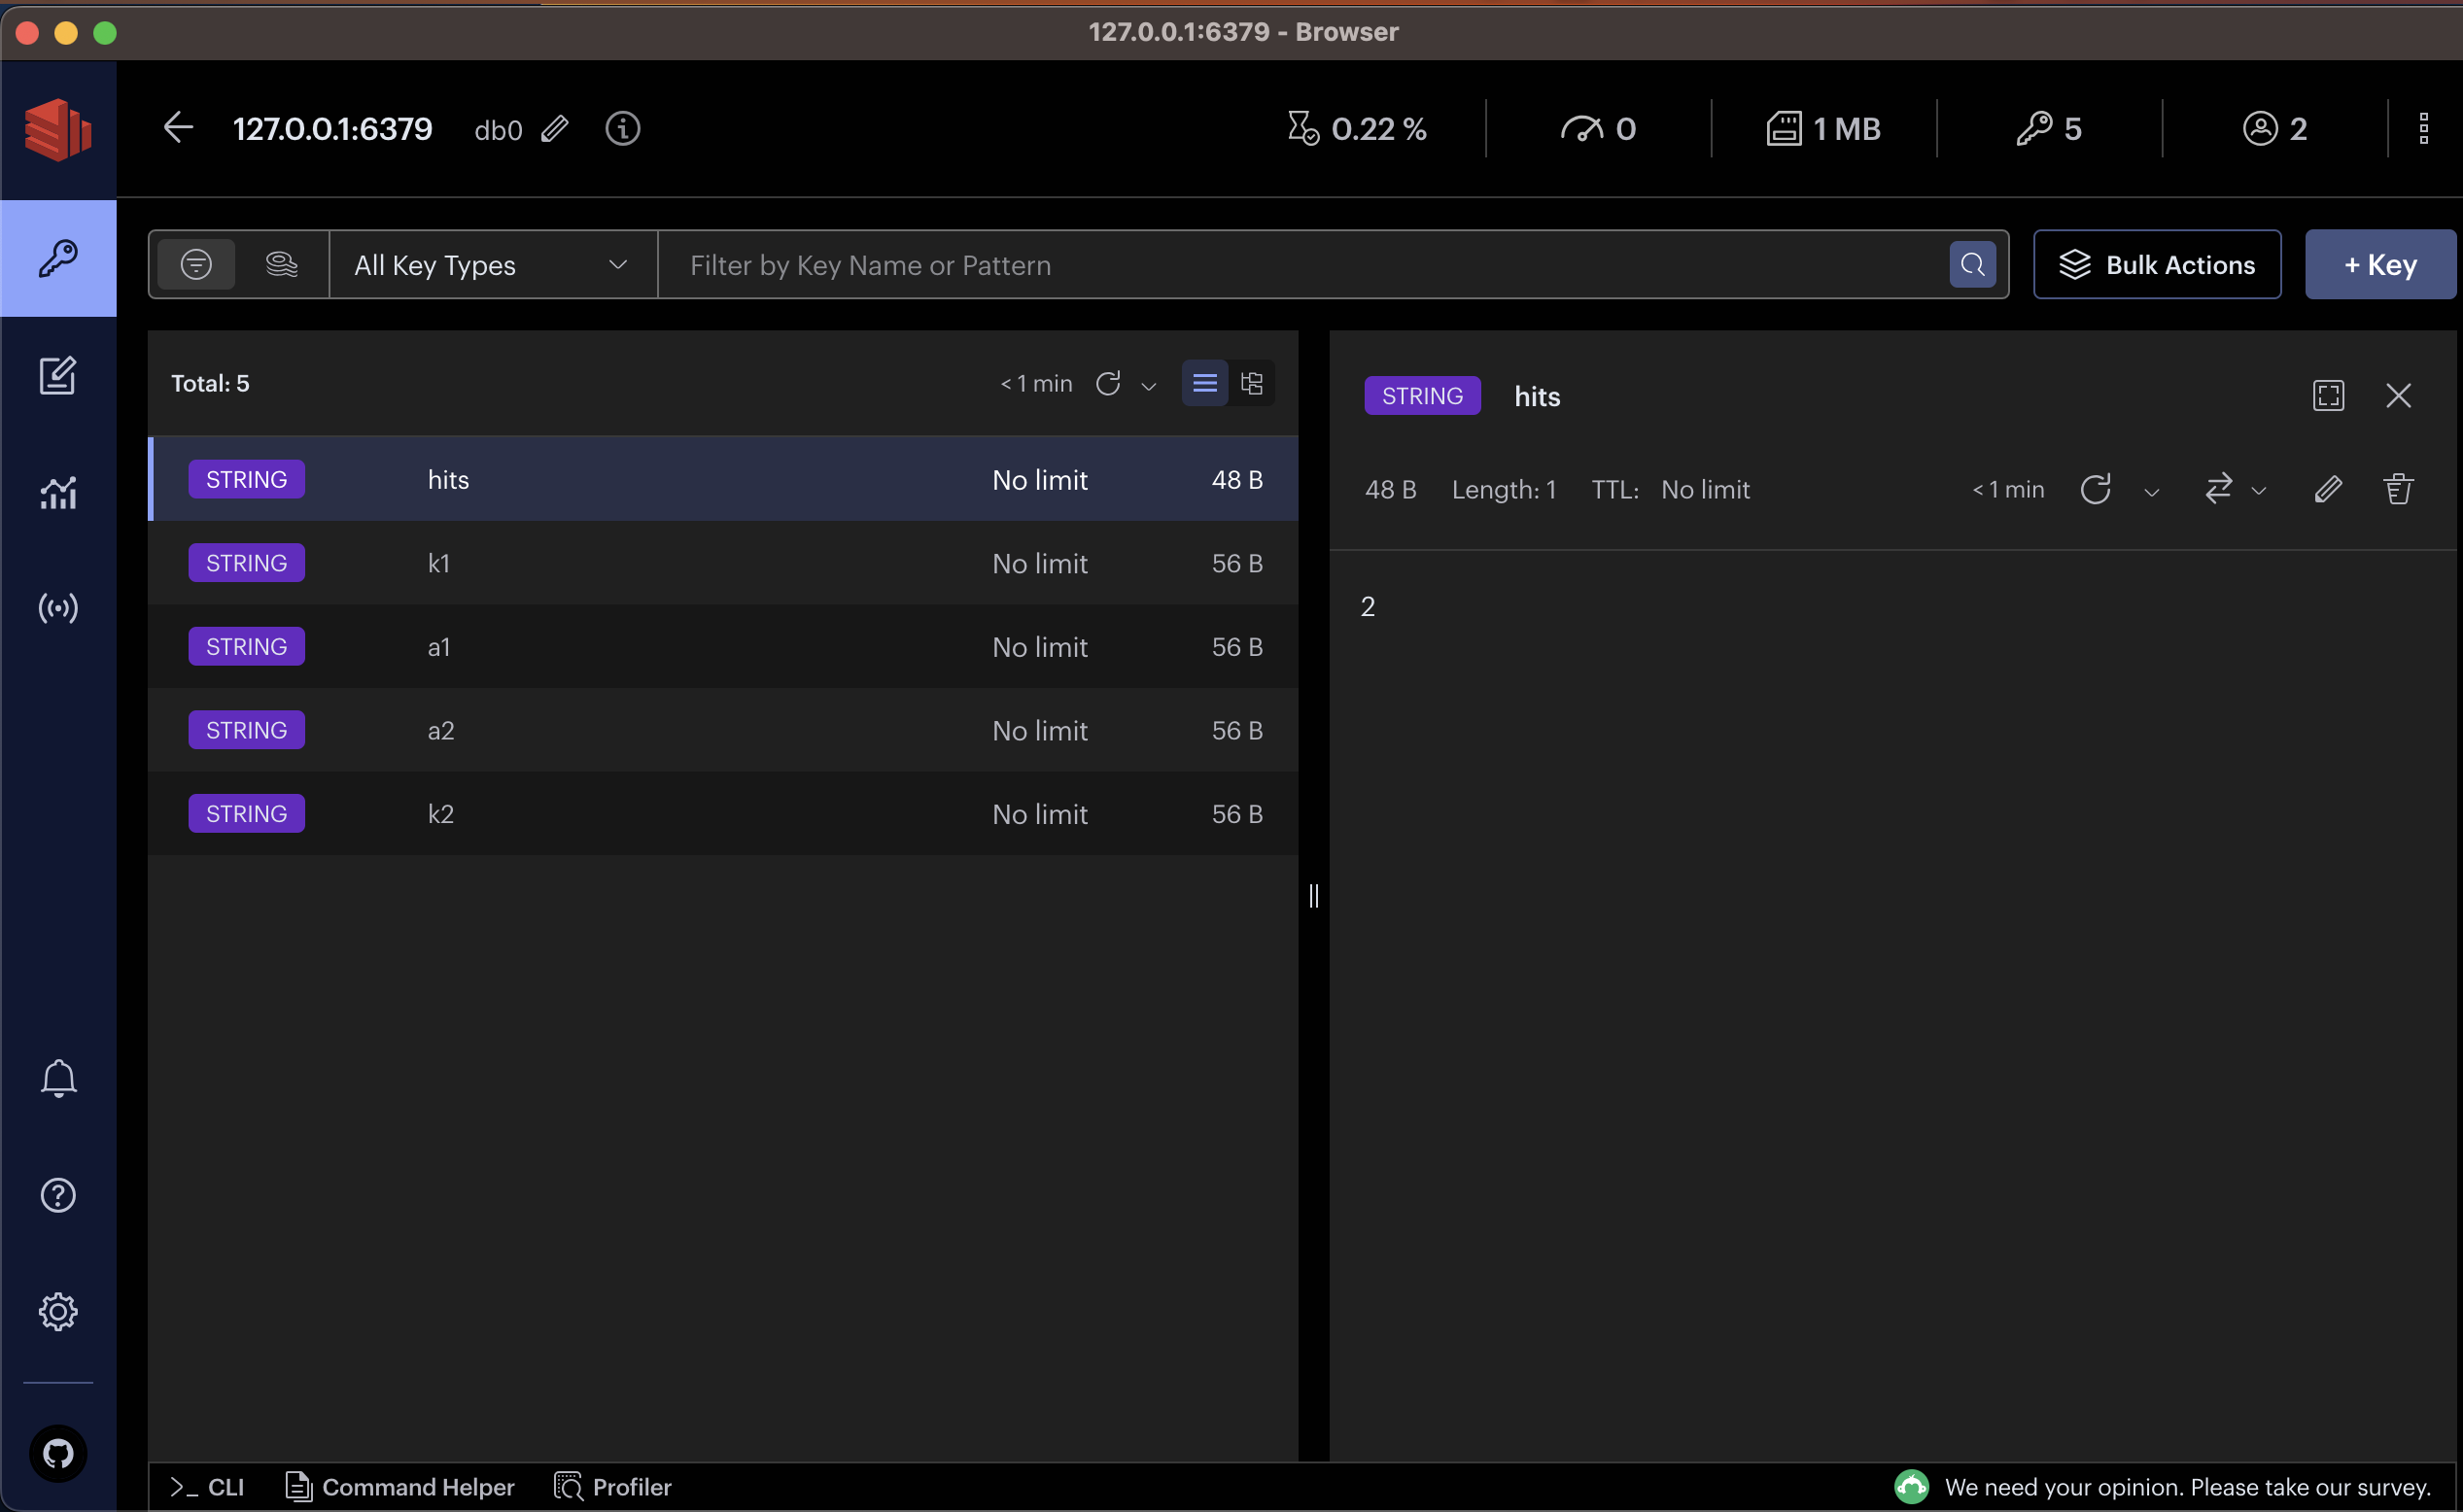 127.0.0.1:6379 - Browser
127.0.0.1:6379 db0 0.22 % 0 1 MB 5 2
All Key Types Filter by Key Name or Pattern Bulk Actions + Key
Total: 5 < 1 min
STRING hits No limit 48 B
STRING k1 No limit 56 B
STRING a1 No limit 56 B
STRING a2 No limit 56 B
STRING k2 No limit 56 B
STRING hits
48 B Length: 1 TTL: No limit < 1 min
2
>_ CLI Command Helper Profiler We need your opinion. Please take our survey.